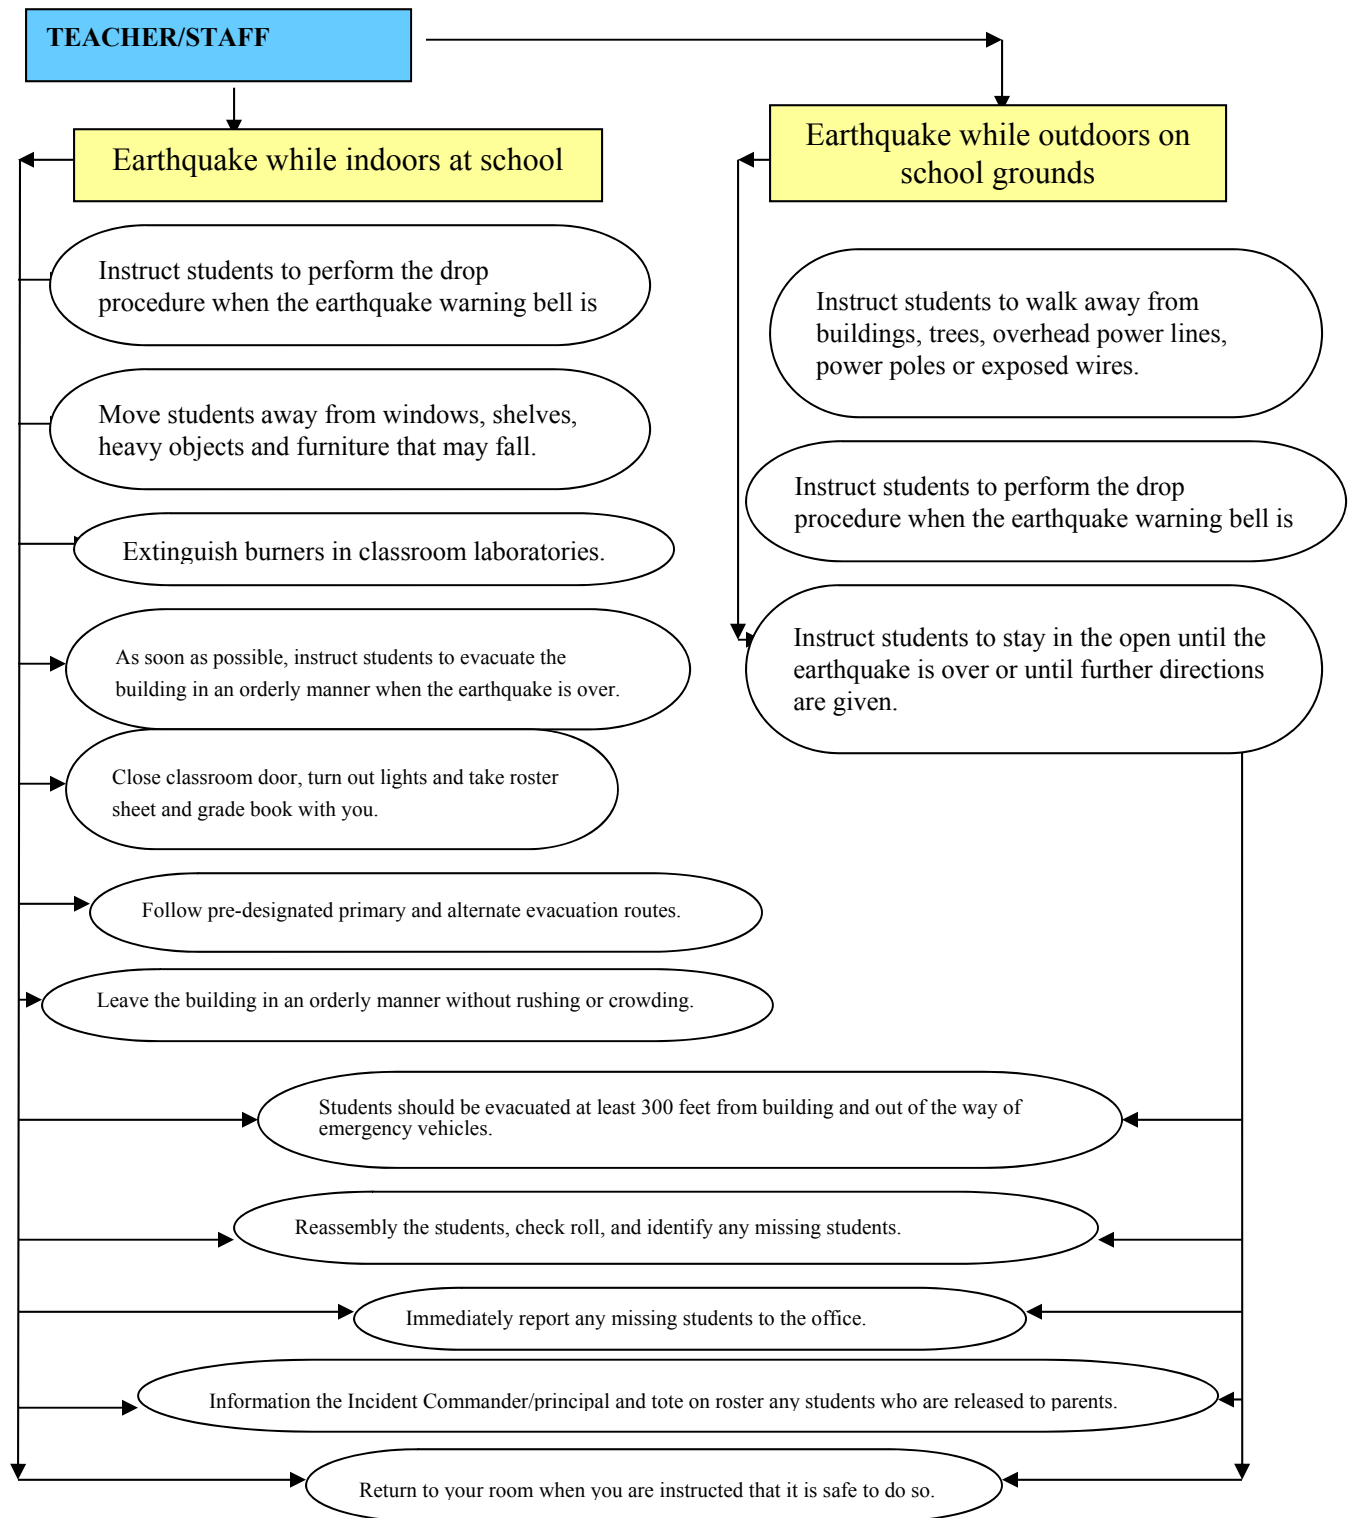 TEACHER/STAFF
Earthquake while indoors at school
Earthquake while outdoors on
school grounds
Instruct students to perform the drop
procedure when the earthquake warning bell is
Move students away from windows, shelves,
heavy objects and furniture that may fall.
Extinguish burners in classroom laboratories.
As soon as possible, instruct students to evacuate the
building in an orderly manner when the earthquake is over.
Close classroom door, turn out lights and take roster
sheet and grade book with you.
Follow pre-designated primary and alternate evacuation routes.
Leave the building in an orderly manner without rushing or crowding.
Instruct students to walk away from
buildings, trees, overhead power lines,
power poles or exposed wires.
Instruct students to perform the drop
procedure when the earthquake warning bell is
Instruct students to stay in the open until the
earthquake is over or until further directions
are given.
Students should be evacuated at least 300 feet from building and out of the way of
emergency vehicles.
Reassembly the students, check roll, and identify any missing students.
Immediately report any missing students to the office.
Information the Incident Commander/principal and tote on roster any students who are released to parents.
Return to your room when you are instructed that it is safe to do so.